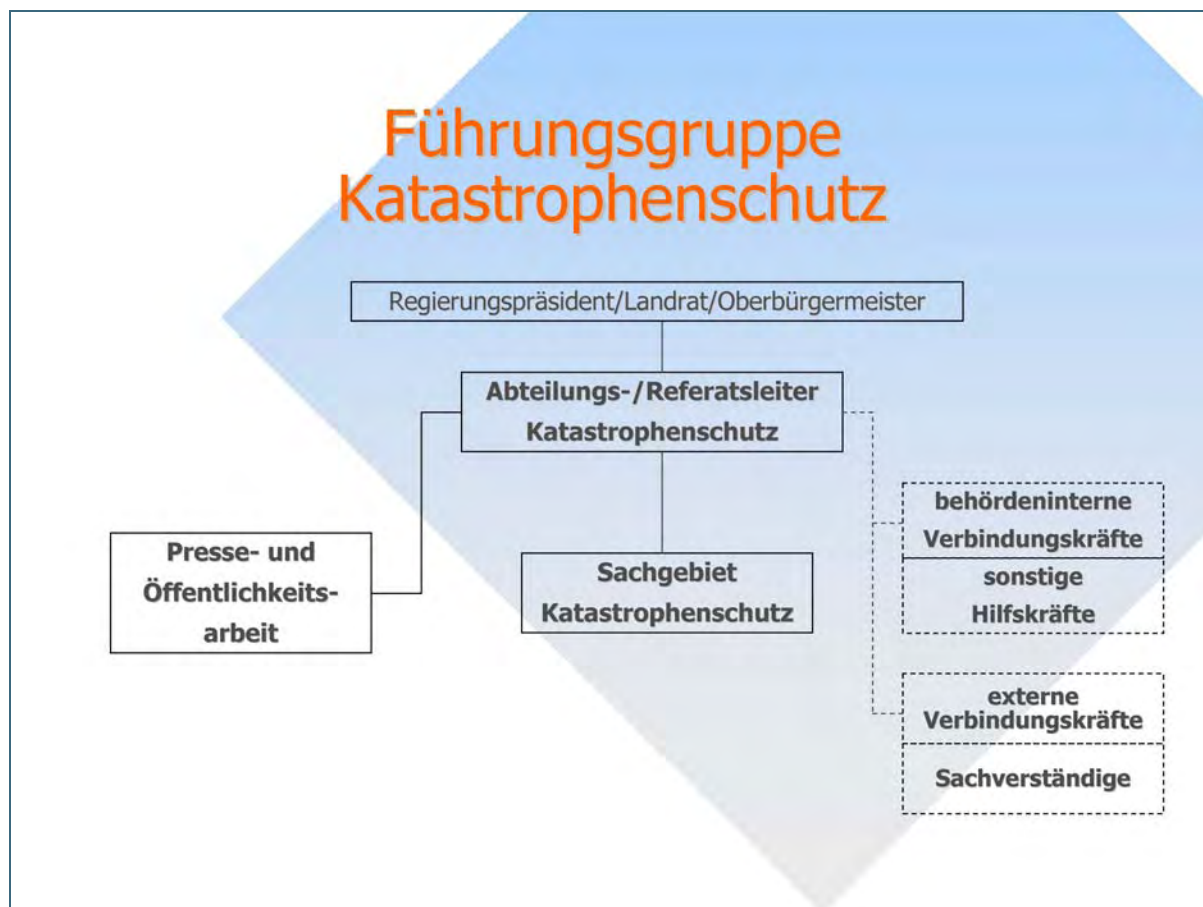 Führungsgruppe
Katastrophenschutz
Regierungspräsident/Landrat/Oberbürgermeister
Abteilungs-/Referatsleiter
Katastrophenschutz
Presse- und
Öffentlichkeits-
arbeit
Sachgebiet
Katastrophenschutz
behördeninterne
Verbindungskräfte
sonstige
Hilfskräfte
externe
Verbindungskräfte
Sachverständige